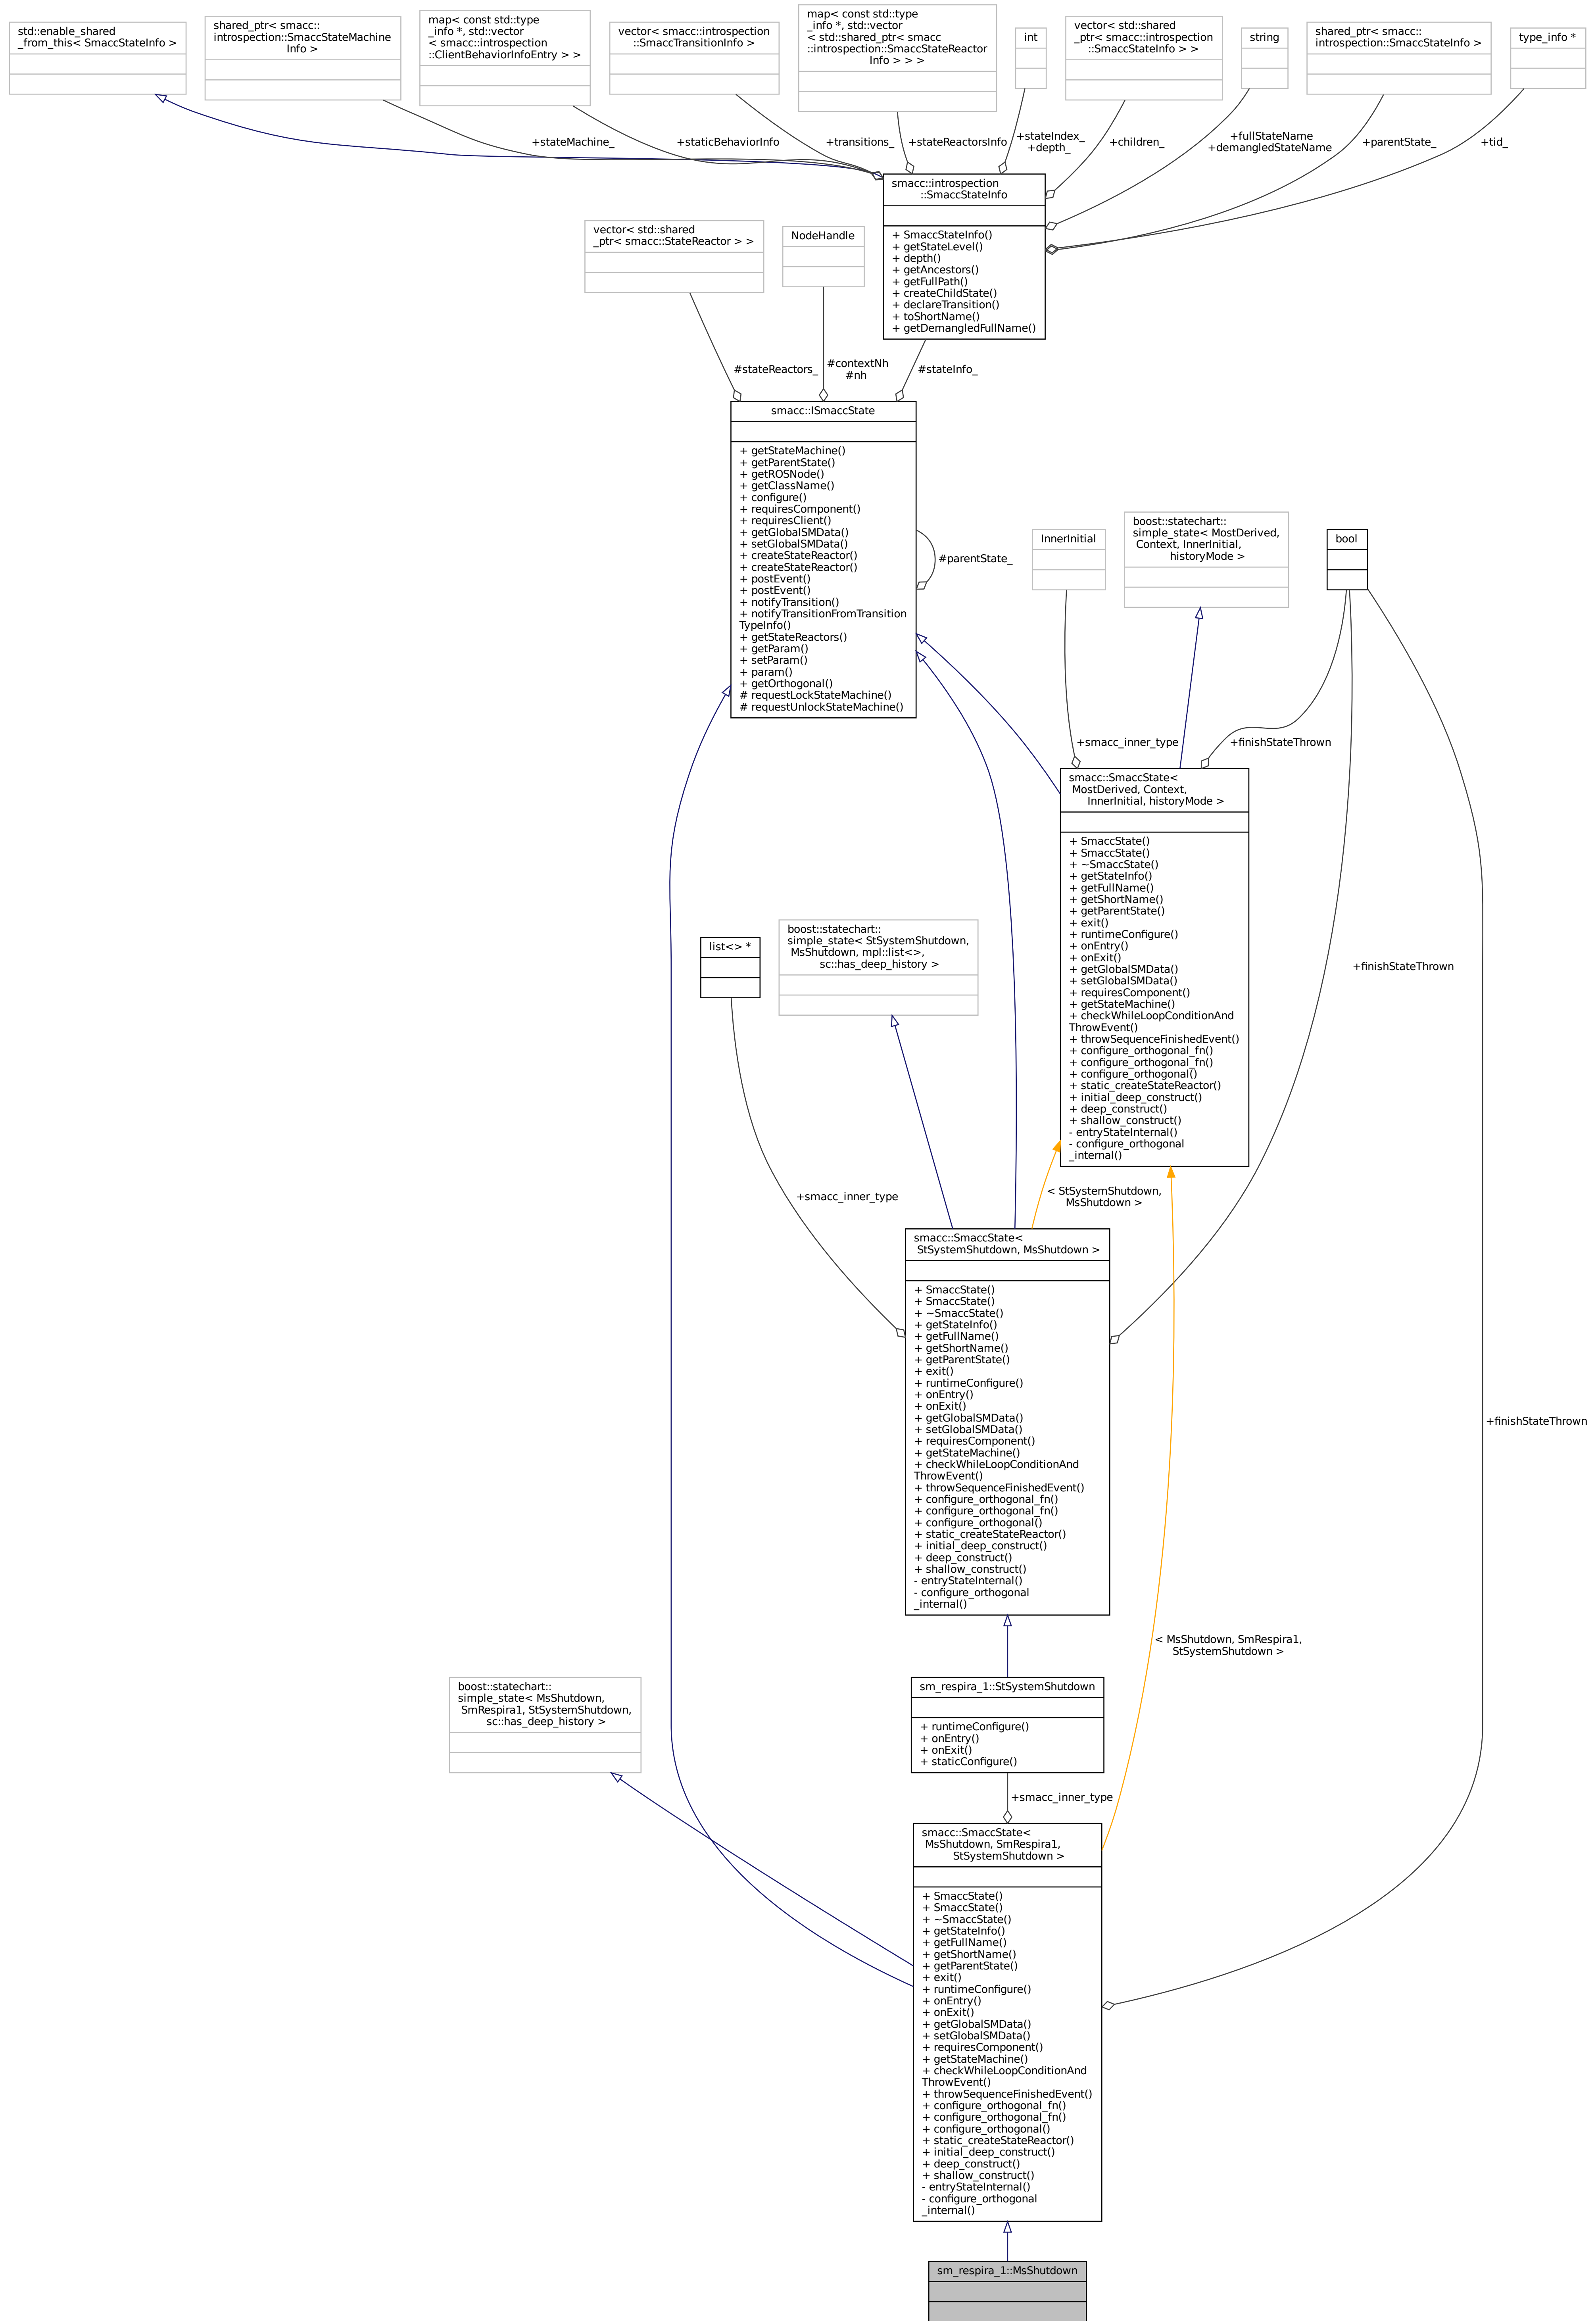 std::enable_shared
_from_this< SmaccStateInfo >
shared_ptr< smacc::
introspection::SmaccStateMachine
Info >
map< const std::type
_info *, std::vector
< smacc::introspection
::ClientBehaviorInfoEntry > >
vector< smacc::introspection
::SmaccTransitionInfo >
map< const std::type
_info *, std::vector
< std::shared_ptr< smacc
::introspection::SmaccStateReactor
Info > > >
int
vector< std::shared
_ptr< smacc::introspection
::SmaccStateInfo > >
string
shared_ptr< smacc::
introspection::SmaccStateInfo >
type_info *
+stateMachine_
+staticBehaviorInfo
+transitions_
+stateReactorsInfo
+stateIndex_
+depth_
+children_
+fullStateName
+demangledStateName
+parentState_
+tid_
smacc::introspection
::SmaccStateInfo
+ SmaccStateInfo()
+ getStateLevel()
+ depth()
+ getAncestors()
+ getFullPath()
+ createChildState()
+ declareTransition()
+ toShortName()
+ getDemangledFullName()
vector< std::shared
_ptr< smacc::StateReactor > >
NodeHandle
#stateReactors_
#contextNh
#nh
#stateInfo_
smacc::ISmaccState
+ getStateMachine()
+ getParentState()
+ getROSNode()
+ getClassName()
+ configure()
+ requiresComponent()
+ requiresClient()
+ getGlobalSMData()
+ setGlobalSMData()
+ createStateReactor()
+ createStateReactor()
+ postEvent()
+ postEvent()
+ notifyTransition()
+ notifyTransitionFromTransition
TypeInfo()
+ getStateReactors()
+ getParam()
+ setParam()
+ param()
+ getOrthogonal()
# requestLockStateMachine()
# requestUnlockStateMachine()
#parentState_
InnerInitial
boost::statechart::
simple_state< MostDerived,
Context, InnerInitial,
historyMode >
bool
+smacc_inner_type
+finishStateThrown
smacc::SmaccState<
MostDerived, Context,
InnerInitial, historyMode >
+ SmaccState()
+ SmaccState()
+ ~SmaccState()
+ getStateInfo()
+ getFullName()
+ getShortName()
+ getParentState()
+ exit()
+ runtimeConfigure()
+ onEntry()
+ onExit()
+ getGlobalSMData()
+ setGlobalSMData()
+ requiresComponent()
+ getStateMachine()
+ checkWhileLoopConditionAnd
ThrowEvent()
+ throwSequenceFinishedEvent()
+ configure_orthogonal_fn()
+ configure_orthogonal_fn()
+ configure_orthogonal()
+ static_createStateReactor()
+ initial_deep_construct()
+ deep_construct()
+ shallow_construct()
- entryStateInternal()
- configure_orthogonal
_internal()
list<> *
boost::statechart::
simple_state< StSystemShutdown,
MsShutdown, mpl::list<>,
sc::has_deep_history >
+finishStateThrown
+smacc_inner_type
< StSystemShutdown,
MsShutdown >
smacc::SmaccState<
StSystemShutdown, MsShutdown >
+ SmaccState()
+ SmaccState()
+ ~SmaccState()
+ getStateInfo()
+ getFullName()
+ getShortName()
+ getParentState()
+ exit()
+ runtimeConfigure()
+ onEntry()
+ onExit()
+ getGlobalSMData()
+ setGlobalSMData()
+ requiresComponent()
+ getStateMachine()
+ checkWhileLoopConditionAnd
ThrowEvent()
+ throwSequenceFinishedEvent()
+ configure_orthogonal_fn()
+ configure_orthogonal_fn()
+ configure_orthogonal()
+ static_createStateReactor()
+ initial_deep_construct()
+ deep_construct()
+ shallow_construct()
- entryStateInternal()
- configure_orthogonal
_internal()
+finishStateThrown
< MsShutdown, SmRespira1,
StSystemShutdown >
boost::statechart::
simple_state< MsShutdown,
SmRespira1, StSystemShutdown,
sc::has_deep_history >
sm_respira_1::StSystemShutdown
+ runtimeConfigure()
+ onEntry()
+ onExit()
+ staticConfigure()
+smacc_inner_type
smacc::SmaccState<
MsShutdown, SmRespira1,
StSystemShutdown >
+ SmaccState()
+ SmaccState()
+ ~SmaccState()
+ getStateInfo()
+ getFullName()
+ getShortName()
+ getParentState()
+ exit()
+ runtimeConfigure()
+ onEntry()
+ onExit()
+ getGlobalSMData()
+ setGlobalSMData()
+ requiresComponent()
+ getStateMachine()
+ checkWhileLoopConditionAnd
ThrowEvent()
+ throwSequenceFinishedEvent()
+ configure_orthogonal_fn()
+ configure_orthogonal_fn()
+ configure_orthogonal()
+ static_createStateReactor()
+ initial_deep_construct()
+ deep_construct()
+ shallow_construct()
- entryStateInternal()
- configure_orthogonal
_internal()
sm_respira_1::MsShutdown